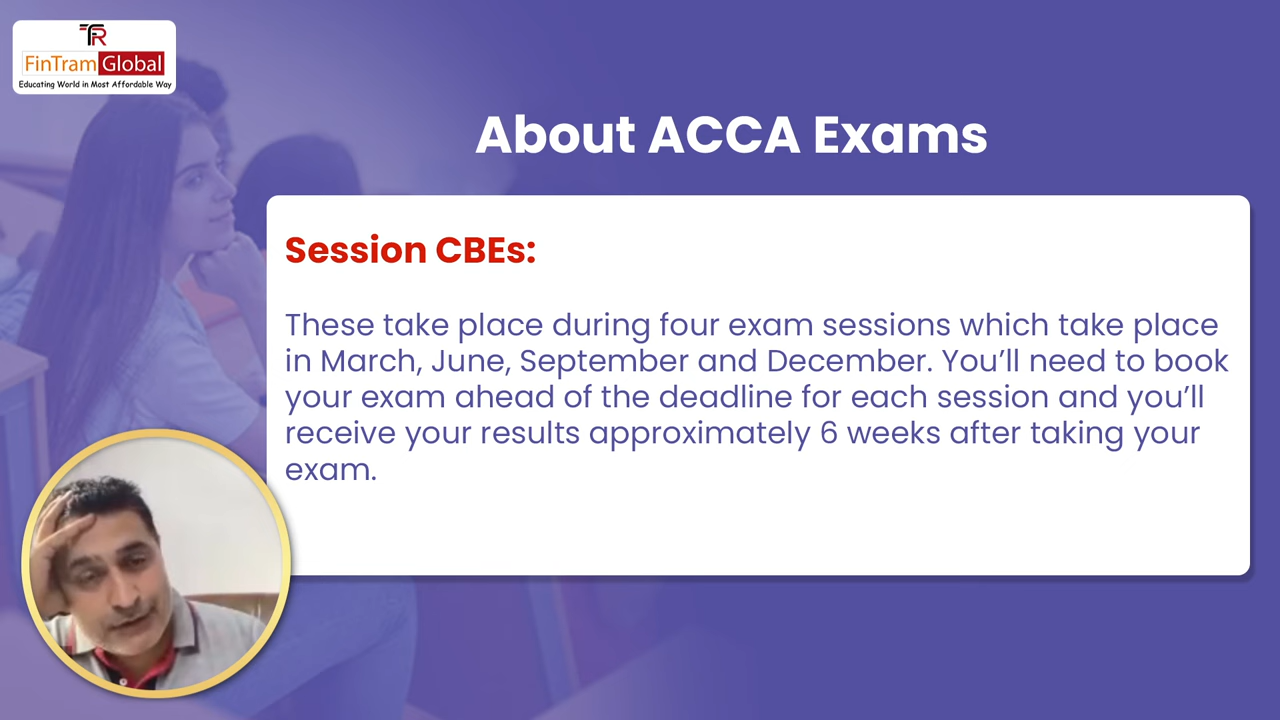 TFR
FinTram Global
Educating World in Most Affordable Way
About ACCA Exams
Session CBEs:
These take place during four exam sessions which take place
in March, June, September and December. You’ll need to book
your exam ahead of the deadline for each session and you’ll
receive your results approximately 6 weeks after taking your
exam.